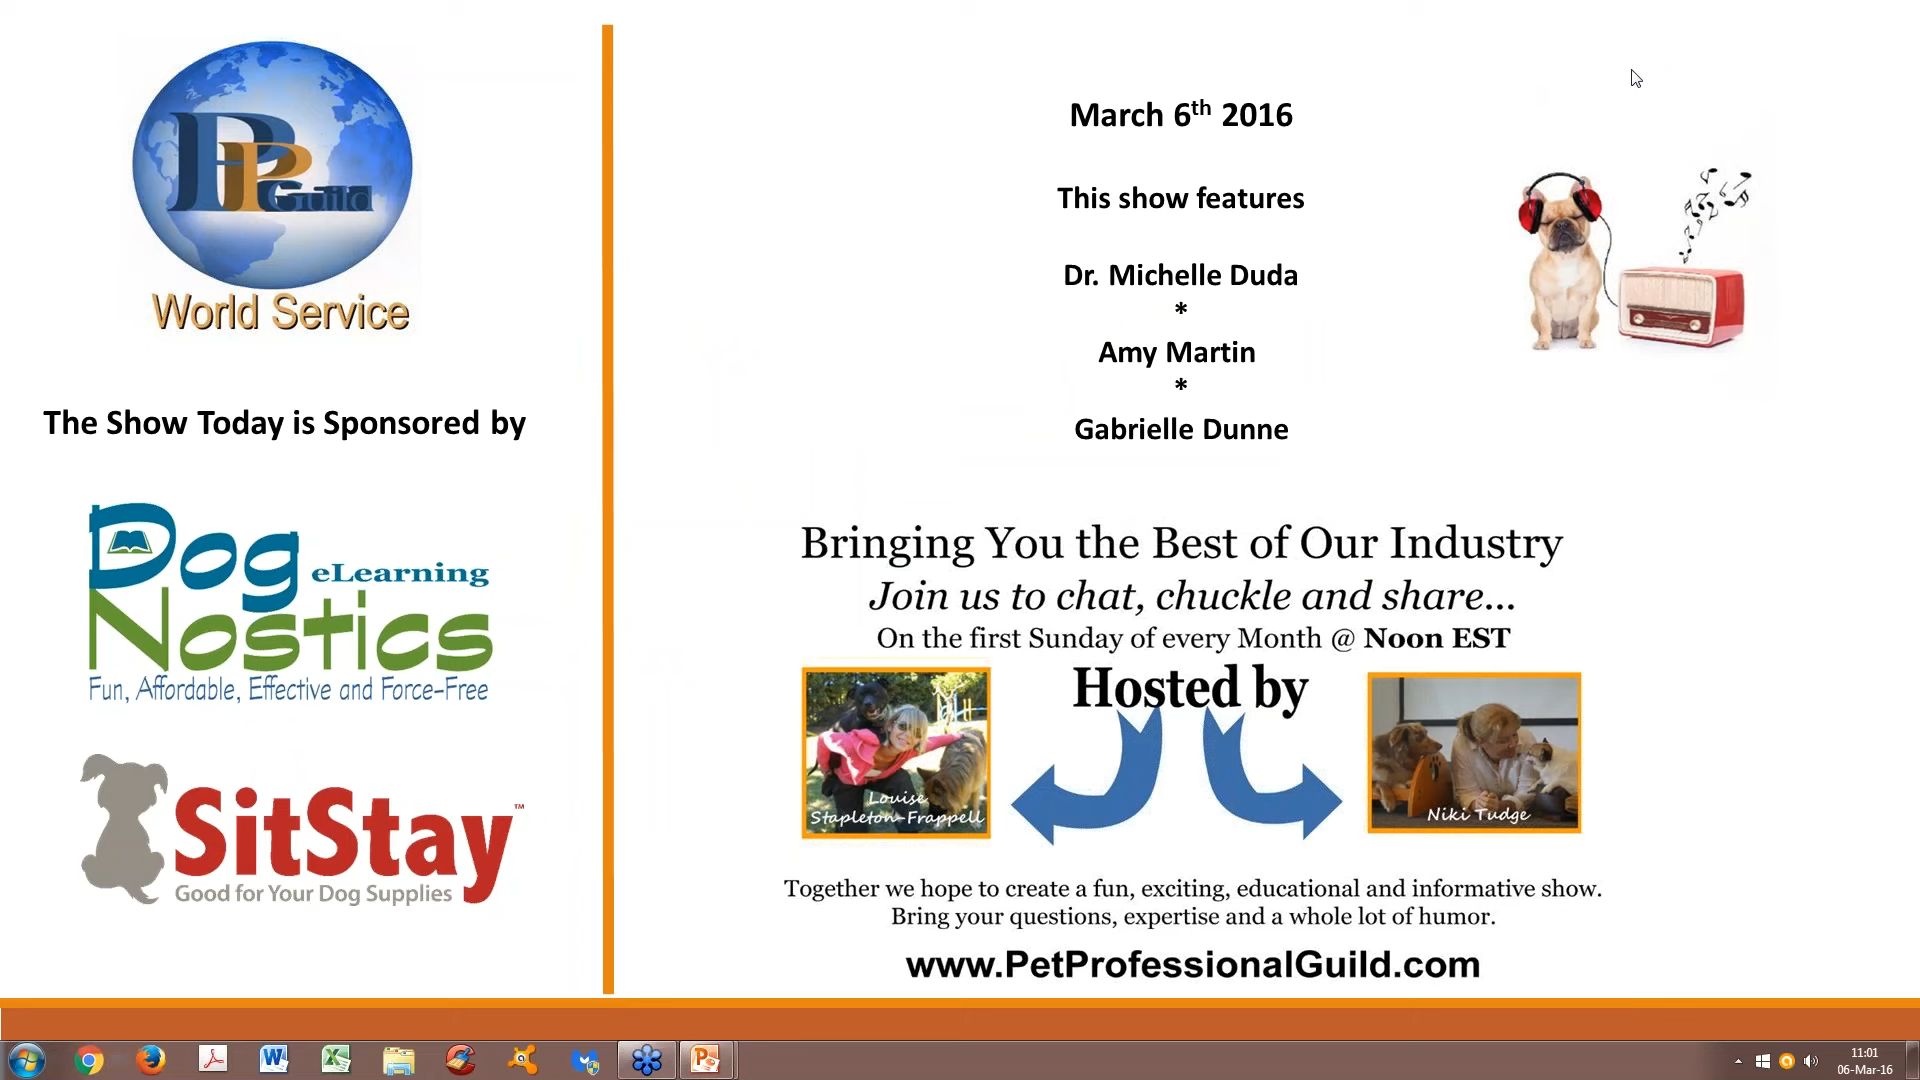 PPGuild
World Service
The Show Today is Sponsored by
Dog eLearning
Nostics
Fun, Affordable, Effective and Force-Free
SitStay™
Good for Your Dog Supplies
March 6th 2016
This show features
Dr. Michelle Duda
*
Amy Martin
*
Gabrielle Dunne
Bringing You the Best of Our Industry
Join us to chat, chuckle and share...
On the first Sunday of every Month @ Noon EST
Hosted by
Louise
Stapleton-Frappell
Niki Tudge
Together we hope to create a fun, exciting, educational and informative show.
Bring your questions, expertise and a whole lot of humor.
www.PetProfessionalGuild.com
11:01
06-Mar-16